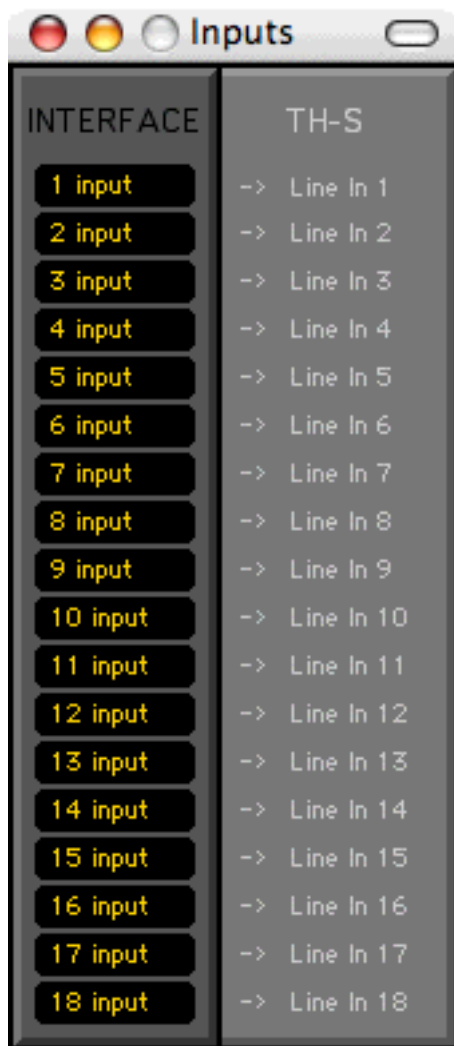 Inputs
INTERFACE TH-S
1 input -> Line In 1
2 input -> Line In 2
3 input -> Line In 3
4 input -> Line In 4
5 input -> Line In 5
6 input -> Line In 6
7 input -> Line In 7
8 input -> Line In 8
9 input -> Line In 9
10 input -> Line In 10
11 input -> Line In 11
12 input -> Line In 12
13 input -> Line In 13
14 input -> Line In 14
15 input -> Line In 15
16 input -> Line In 16
17 input -> Line In 17
18 input -> Line In 18